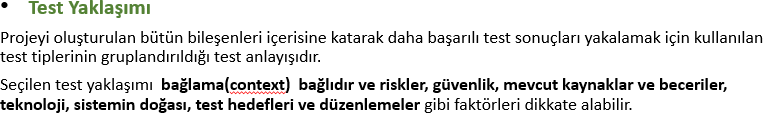 • Test Yaklaşımı
Projeyi oluşturulan bütün bileşenleri içerisine katarak daha başarılı test sonuçları yakalamak için kullanılan
test tiplerinin gruplandırıldığı test anlayışıdır.
Seçilen test yaklaşımı bağlama(context) bağlıdır ve riskler, güvenlik, mevcut kaynaklar ve beceriler,
teknoloji, sistemin doğası, test hedefleri ve düzenlemeler gibi faktörleri dikkate alabilir.